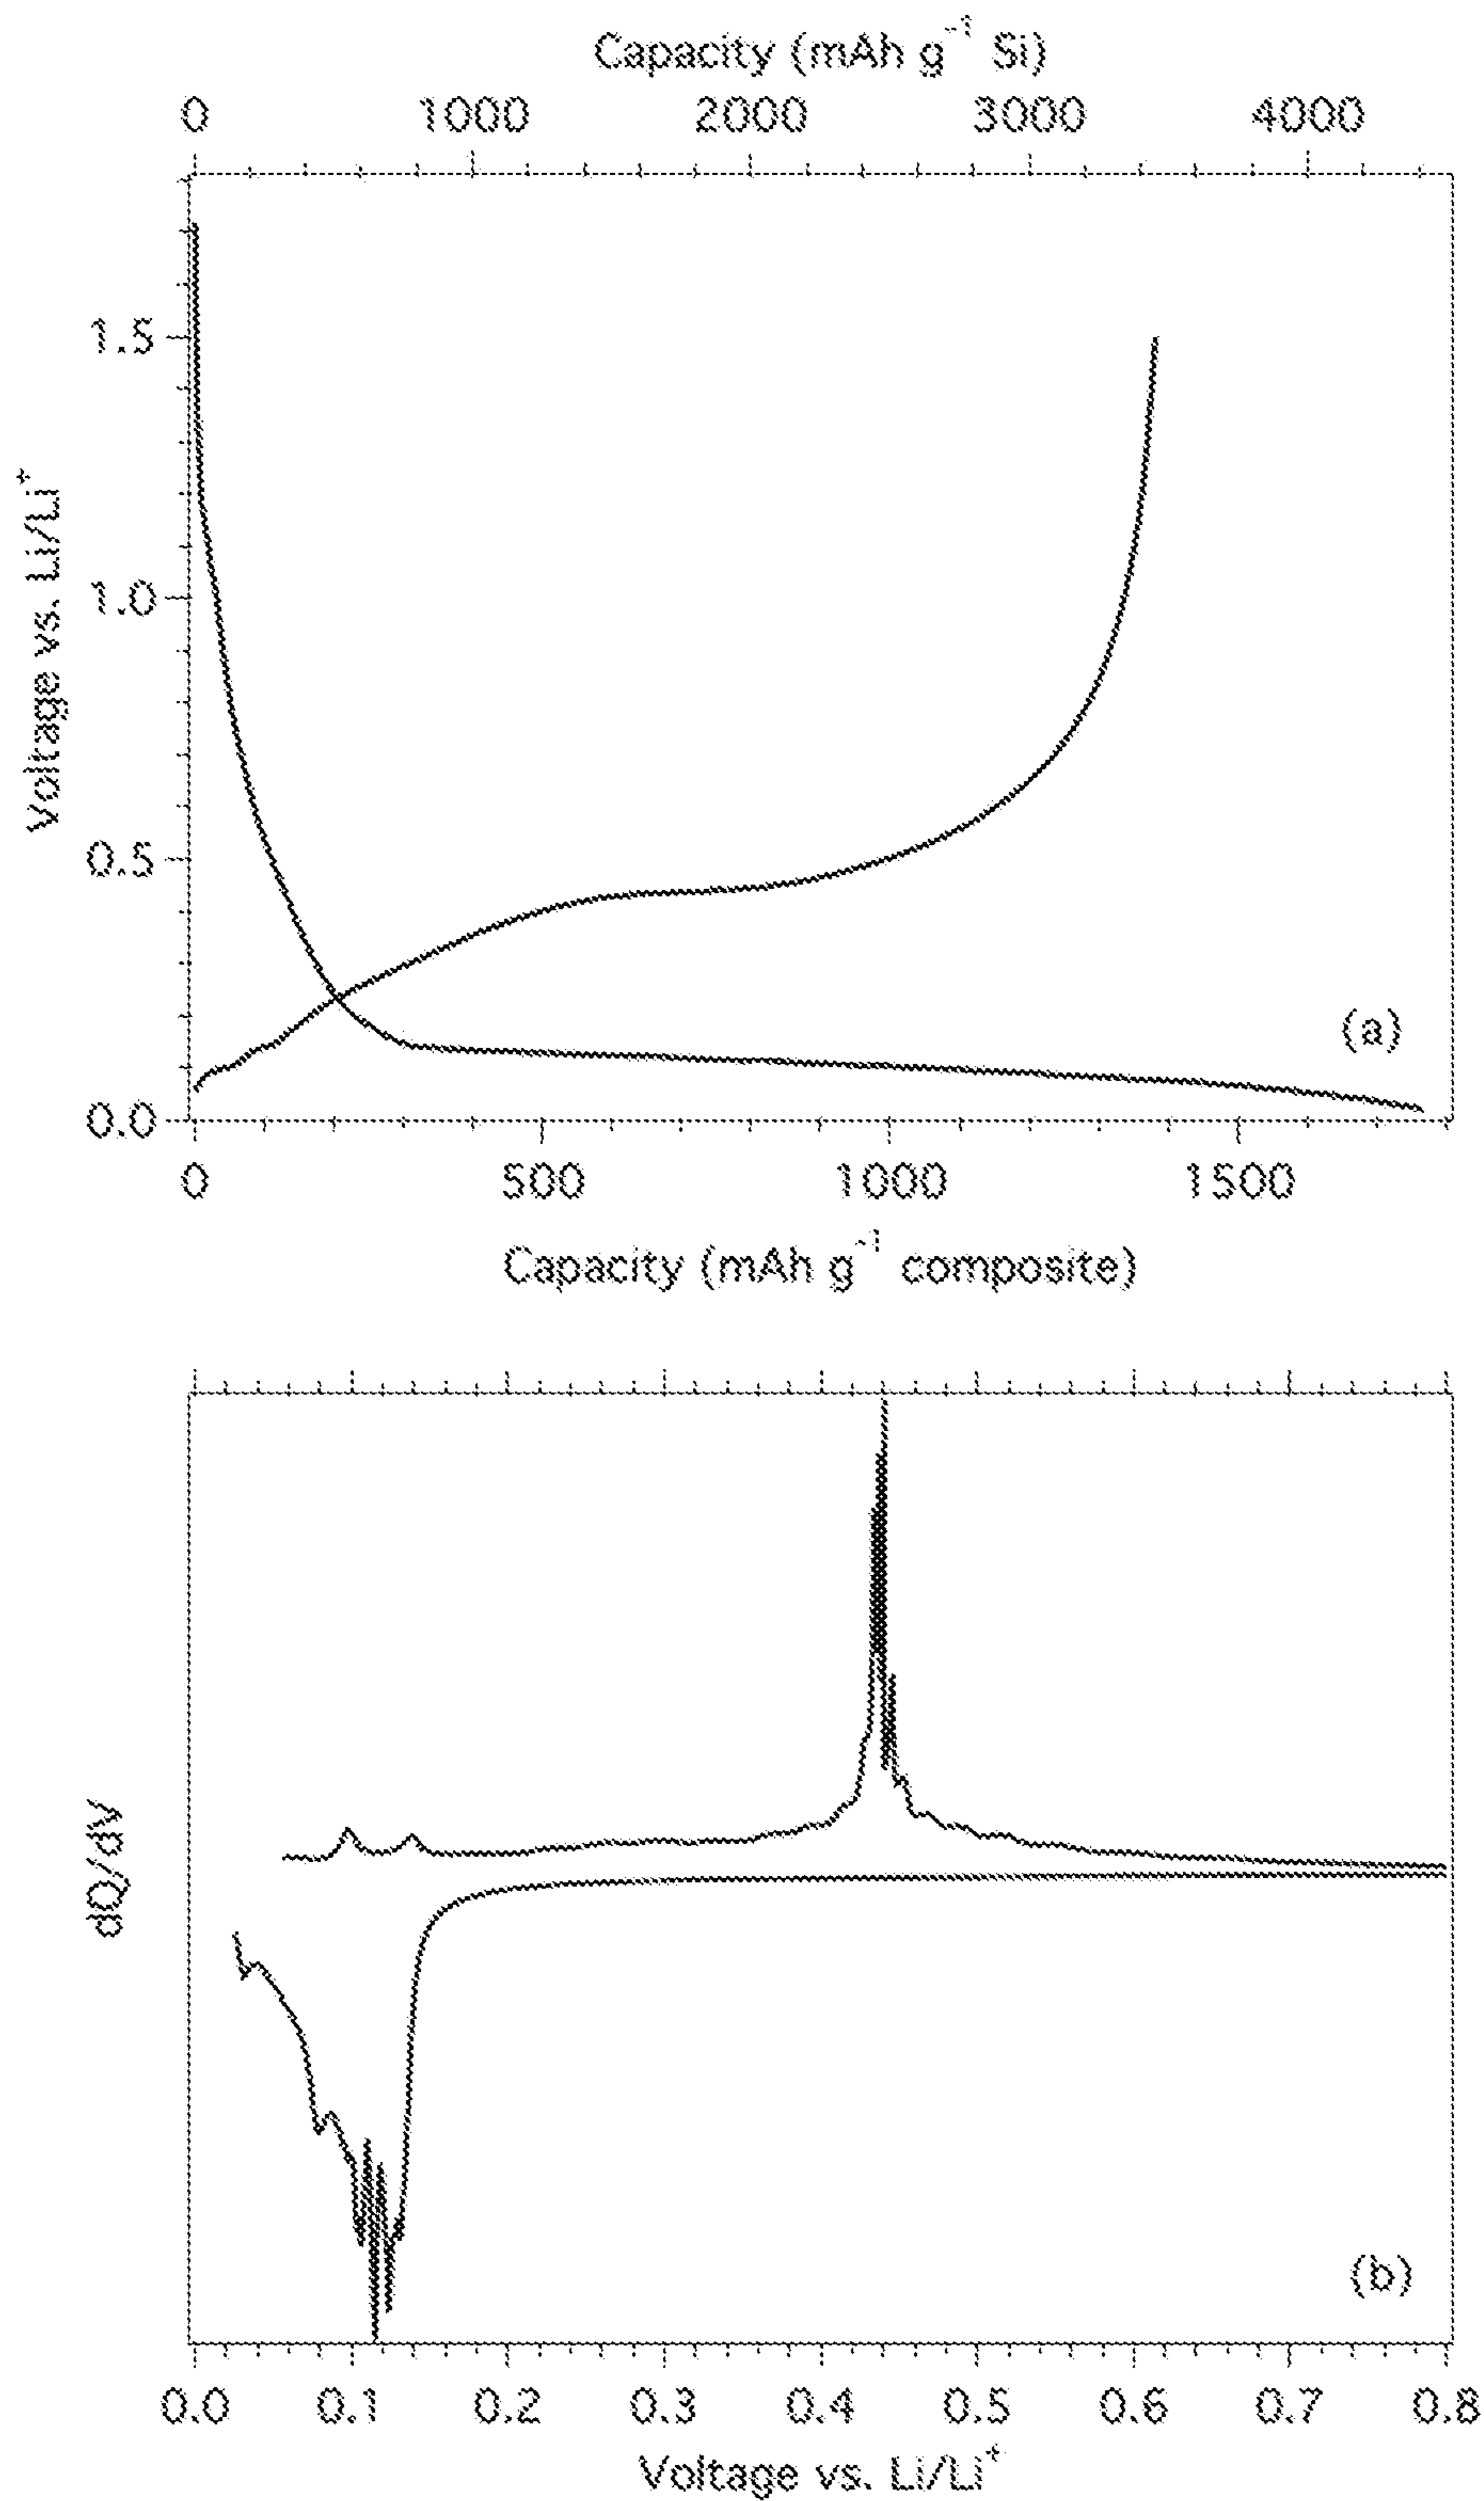 Capacity (mAh g⁻¹ Si)
0 1000 2000 3000 4000
Voltage vs. Li/Li⁺
1.5
1.0
0.5
0.0
(a)
0 500 1000 1500
Capacity (mAh g⁻¹ composite)
dQ/dV
(b)
0.0 0.1 0.2 0.3 0.4 0.5 0.6 0.7 0.8
Voltage vs. Li/Li⁺